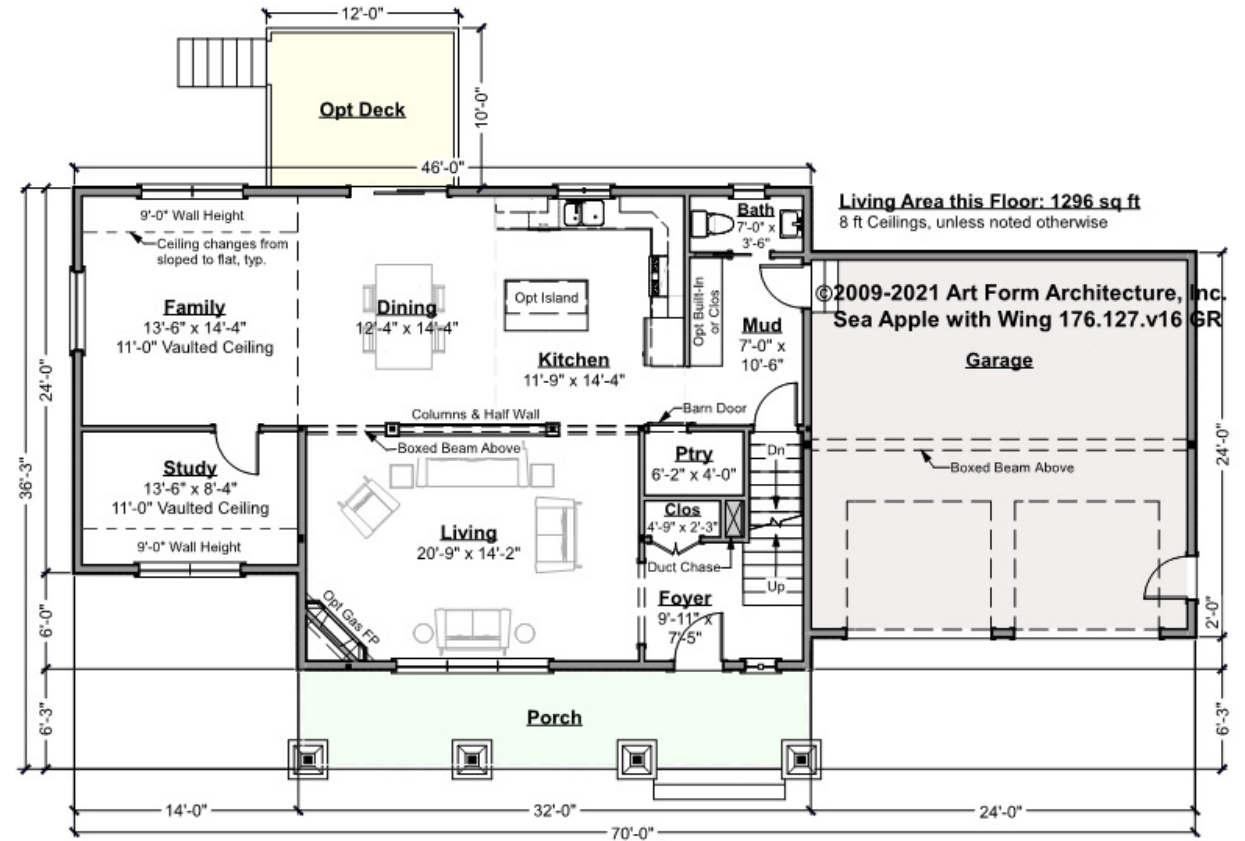 12'-0"
Opt Deck
10'-0"
46'-0"
9'-0" Wall Height
Ceiling changes from
sloped to flat, typ.
Bath
7'-0" x
3'-6"
Living Area this Floor: 1296 sq ft
8 ft Ceilings, unless noted otherwise
Family
13'-6" x 14'-4"
11'-0" Vaulted Ceiling
Dining
12'-4" x 14'-4"
Opt Island
Kitchen
11'-9" x 14'-4"
Opt Built-In
or Clos
Mud
7'-0" x
10'-6"
©2009-2021 Art Form Architecture, Inc.
Sea Apple with Wing 176.127.v16 GR
Garage
24'-0"
36'-3"
24'-0"
Columns & Half Wall
Barn Door
Boxed Beam Above
Study
13'-6" x 8'-4"
11'-0" Vaulted Ceiling
9'-0" Wall Height
Ptry
6'-2" x 4'-0"
Dn
Boxed Beam Above
Clos
4'-9" x 2'-3"
Living
20'-9" x 14'-2"
Duct Chase
Up
Foyer
9'-11" x
7'-5"
Opt Gas FP
6'-0"
2'-0"
Porch
6'-3"
6'-3"
14'-0"
32'-0"
24'-0"
70'-0"